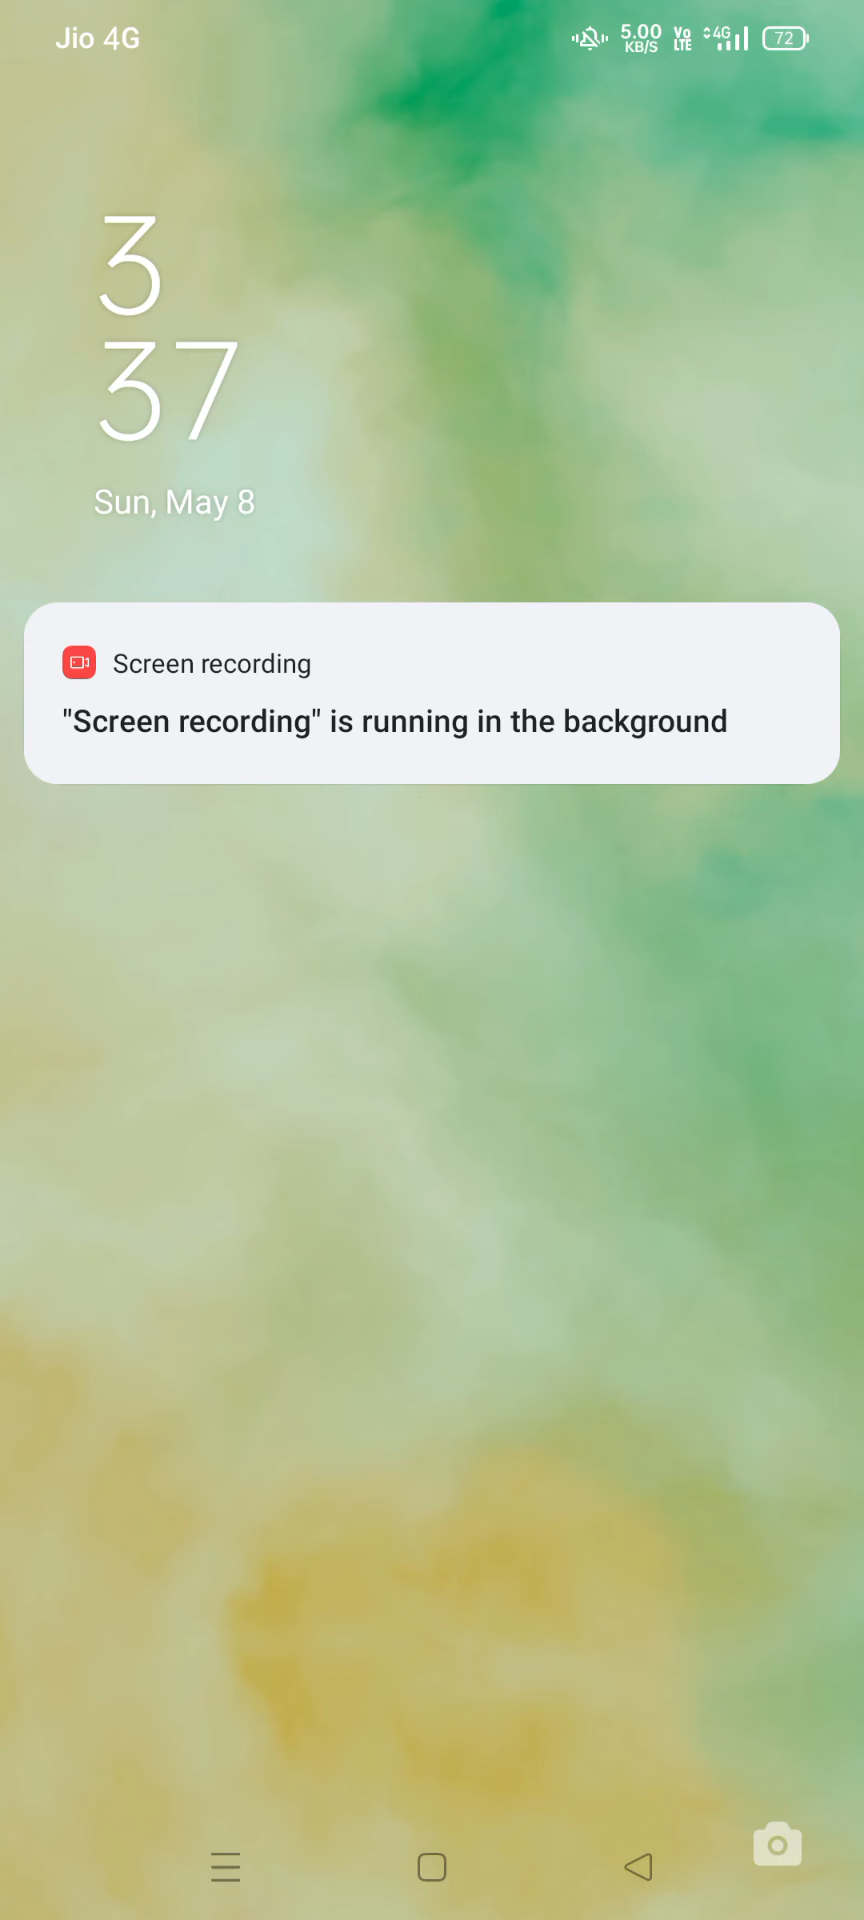 Jio 4G
5.00
KB/S
Vo
LTE
4G
72
3
37
Sun, May 8
Screen recording
"Screen recording" is running in the background